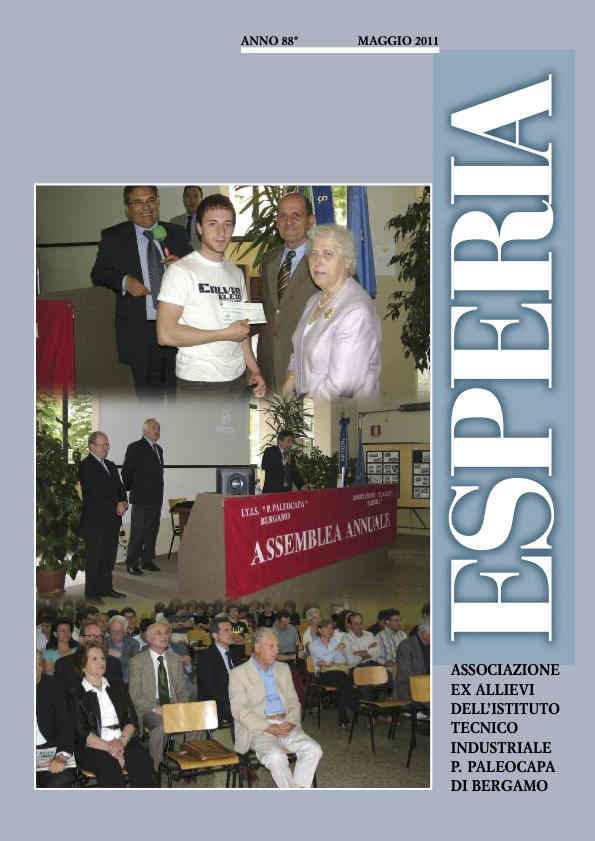 ANNO 88° MAGGIO 2011
ESPERIA
I.T.I.S. "P. PALEOCAPA"
BERGAMO
ASSEMBLEA ANNUALE
ASSOCIAZIONE
EX ALLIEVI
DELL'ISTITUTO
TECNICO
INDUSTRIALE
P. PALEOCAPA
DI BERGAMO